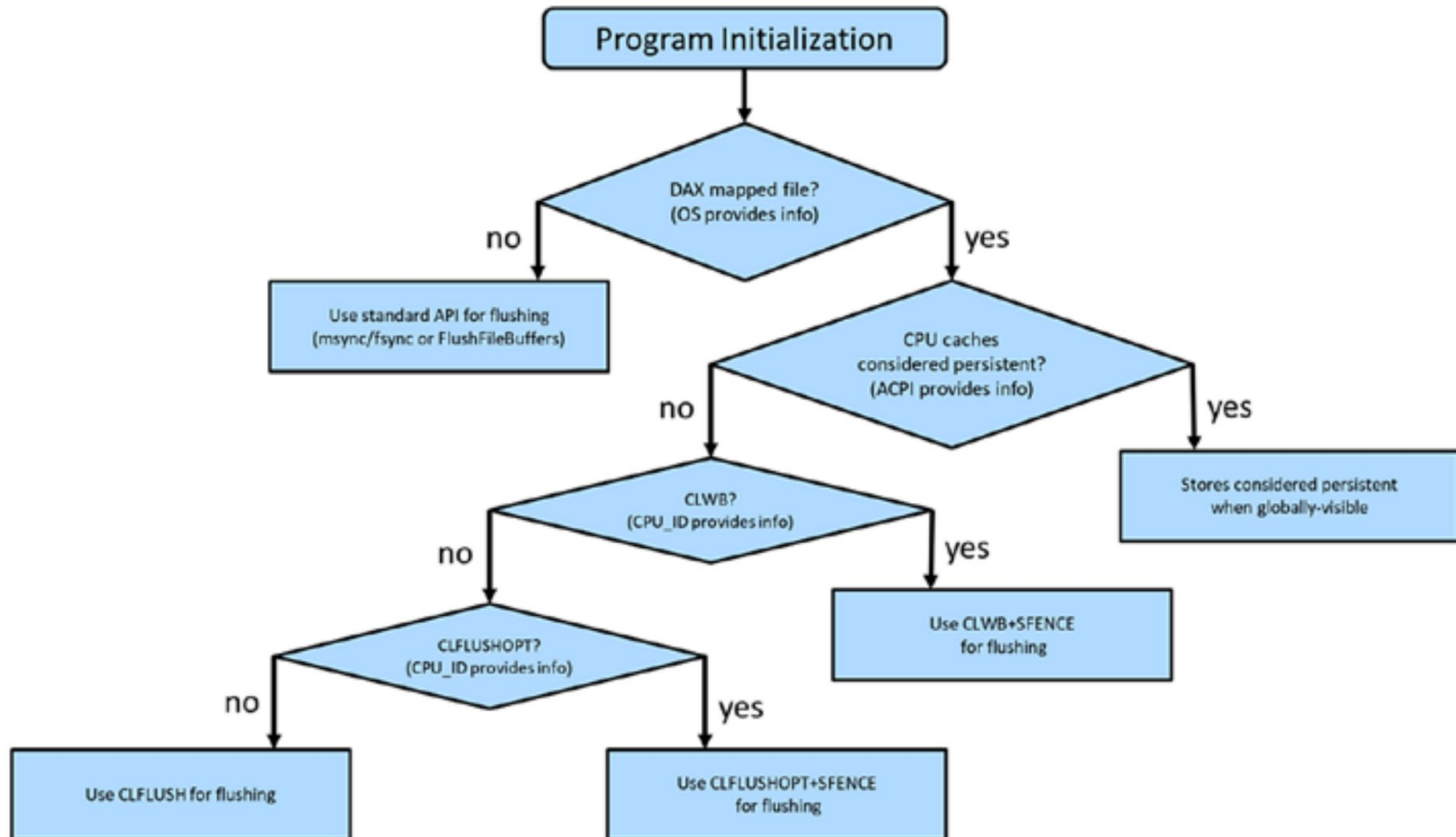 Program Initialization
DAX mapped file?
(OS provides info)
no
yes
Use standard API for flushing
(msync/fsync or FlushFileBuffers)
CPU caches
considered persistent?
(ACPI provides info)
no
yes
Stores considered persistent
when globally-visible
CLWB?
(CPU_ID provides info)
no
yes
Use CLWB+SFENCE
for flushing
CLFLUSHOPT?
(CPU_ID provides info)
no
yes
Use CLFLUSH for flushing
Use CLFLUSHOPT+SFENCE
for flushing